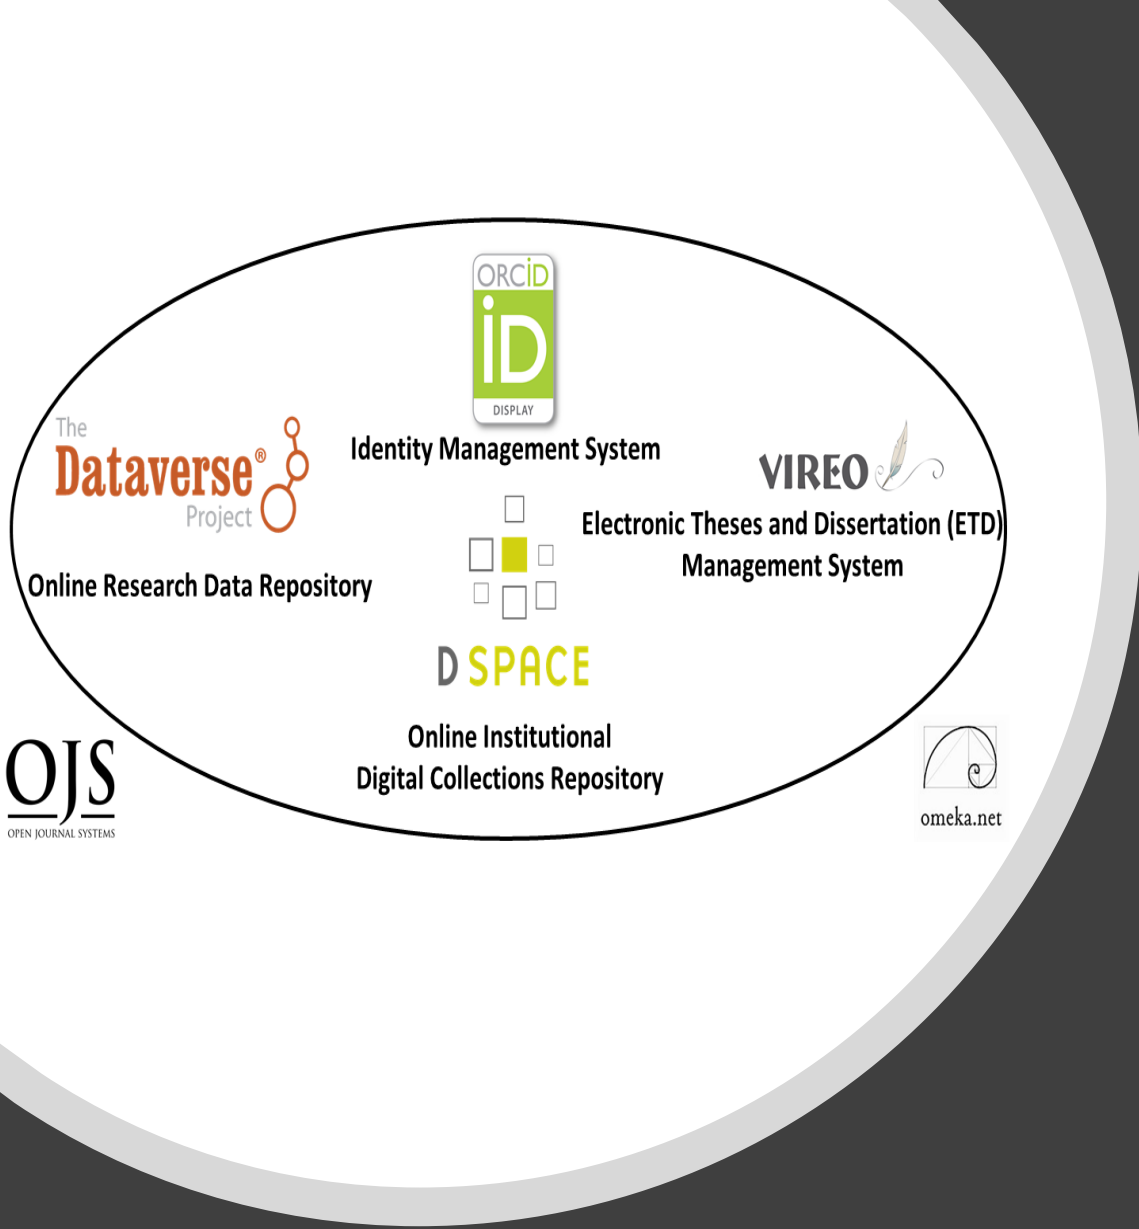 ORCiD
iD
DISPLAY
Identity Management System
The
Dataverse®
Project
Online Research Data Repository
VIREO
Electronic Theses and Dissertation (ETD)
Management System
D SPACE
Online Institutional
Digital Collections Repository
OJS
OPEN JOURNAL SYSTEMS
omeka.net